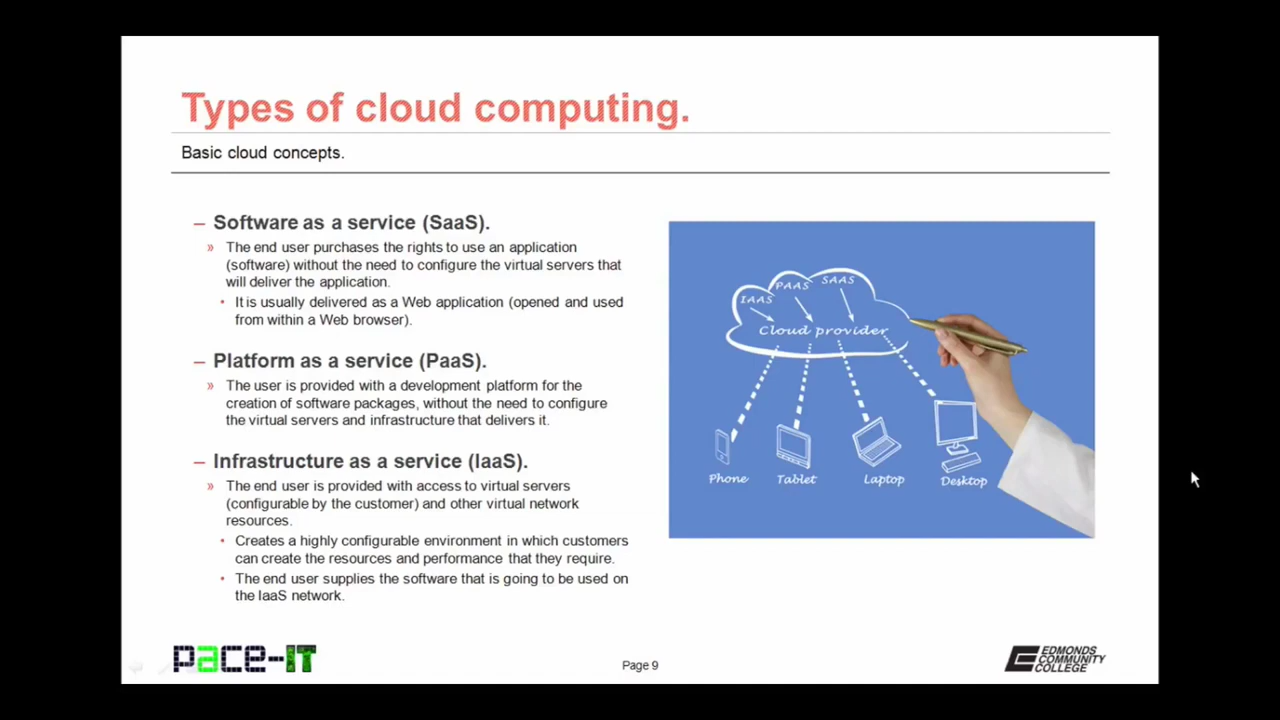 Types of cloud computing.
Basic cloud concepts.
– Software as a service (SaaS).
» The end user purchases the rights to use an application
(software) without the need to configure the virtual servers that
will deliver the application.
• It is usually delivered as a Web application (opened and used
from within a Web browser).
– Platform as a service (PaaS).
» The user is provided with a development platform for the
creation of software packages, without the need to configure
the virtual servers and infrastructure that delivers it.
– Infrastructure as a service (IaaS).
» The end user is provided with access to virtual servers
(configurable by the customer) and other virtual network
resources.
• Creates a highly configurable environment in which customers
can create the resources and performance that they require.
• The end user supplies the software that is going to be used on
the IaaS network.
IAAS PAAS SAAS
Cloud provider
Phone Tablet Laptop Desktop
pace-IT
Page 9
EDMONDS
COMMUNITY
COLLEGE